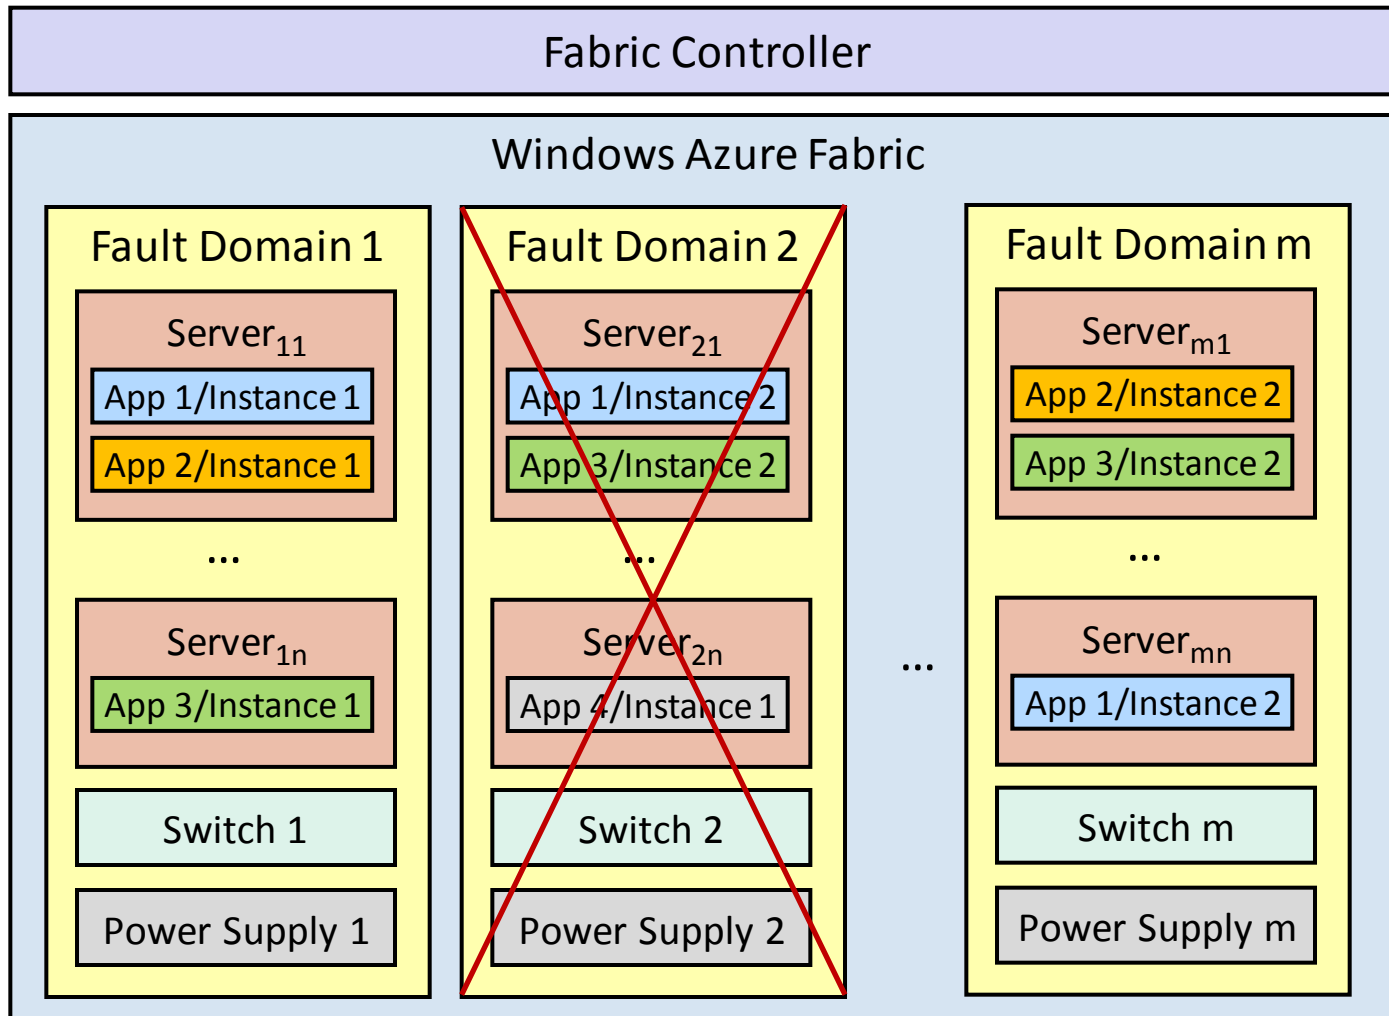 Fabric Controller
Windows Azure Fabric
Fault Domain 1
Server11
App 1/Instance 1
App 2/Instance 1
...
Server1n
App 3/Instance 1
Switch 1
Power Supply 1
Fault Domain 2
Server21
App 1/Instance 2
App 3/Instance 2
...
Server2n
App 4/Instance 1
Switch 2
Power Supply 2
...
Fault Domain m
Serverm1
App 2/Instance 2
App 3/Instance 2
...
Servermn
App 1/Instance 2
Switch m
Power Supply m